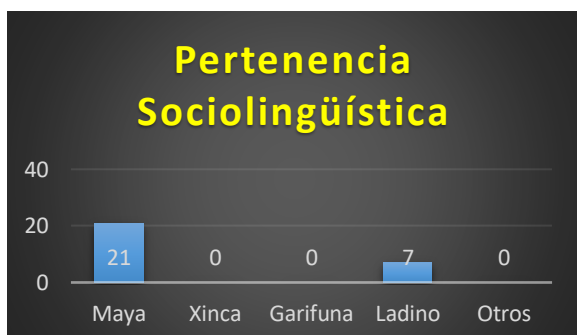 Pertenencia
Sociolingüística
40
20
0
21 0 0 7 0
Maya Xinca Garifuna Ladino Otros